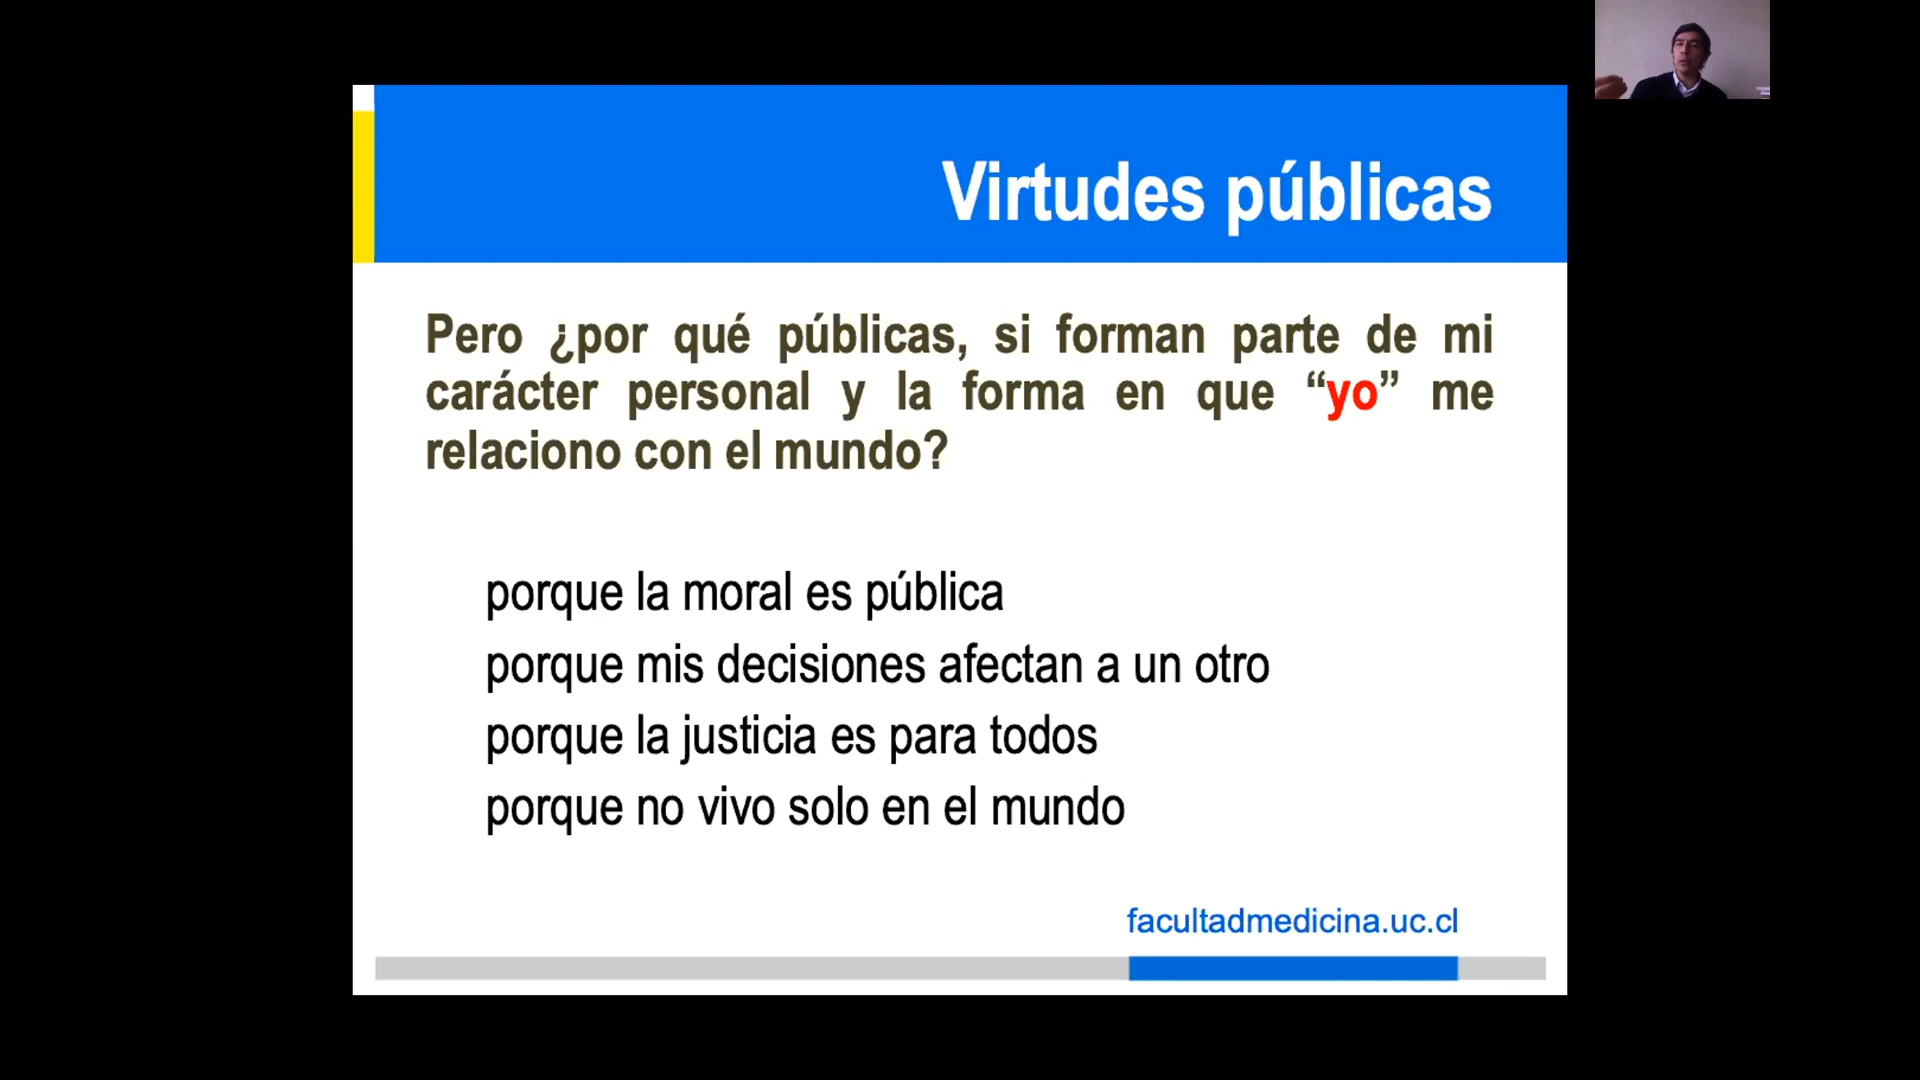 Virtudes públicas
Pero ¿por qué públicas, si forman parte de mi
carácter personal y la forma en que “yo” me
relaciono con el mundo?
porque la moral es pública
porque mis decisiones afectan a un otro
porque la justicia es para todos
porque no vivo solo en el mundo
facultadmedicina.uc.cl